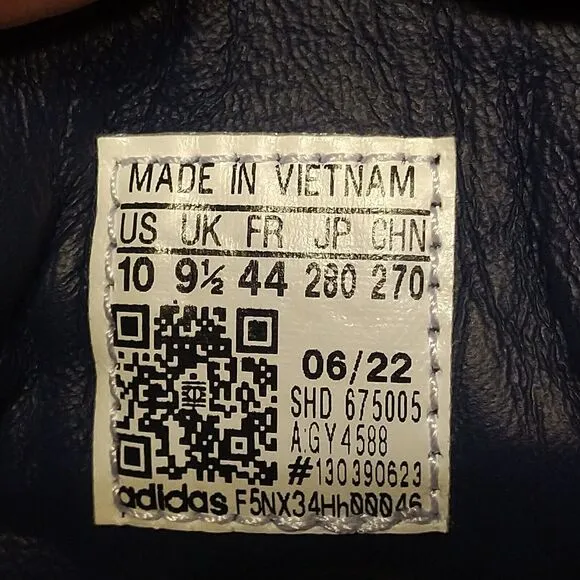 MADE IN VIETNAM
US UK FR JP CHN
10 9½ 44 280 270
06/22
SHD 675005
A:GY4588
#130390623
adidas F5NX34Hh00046